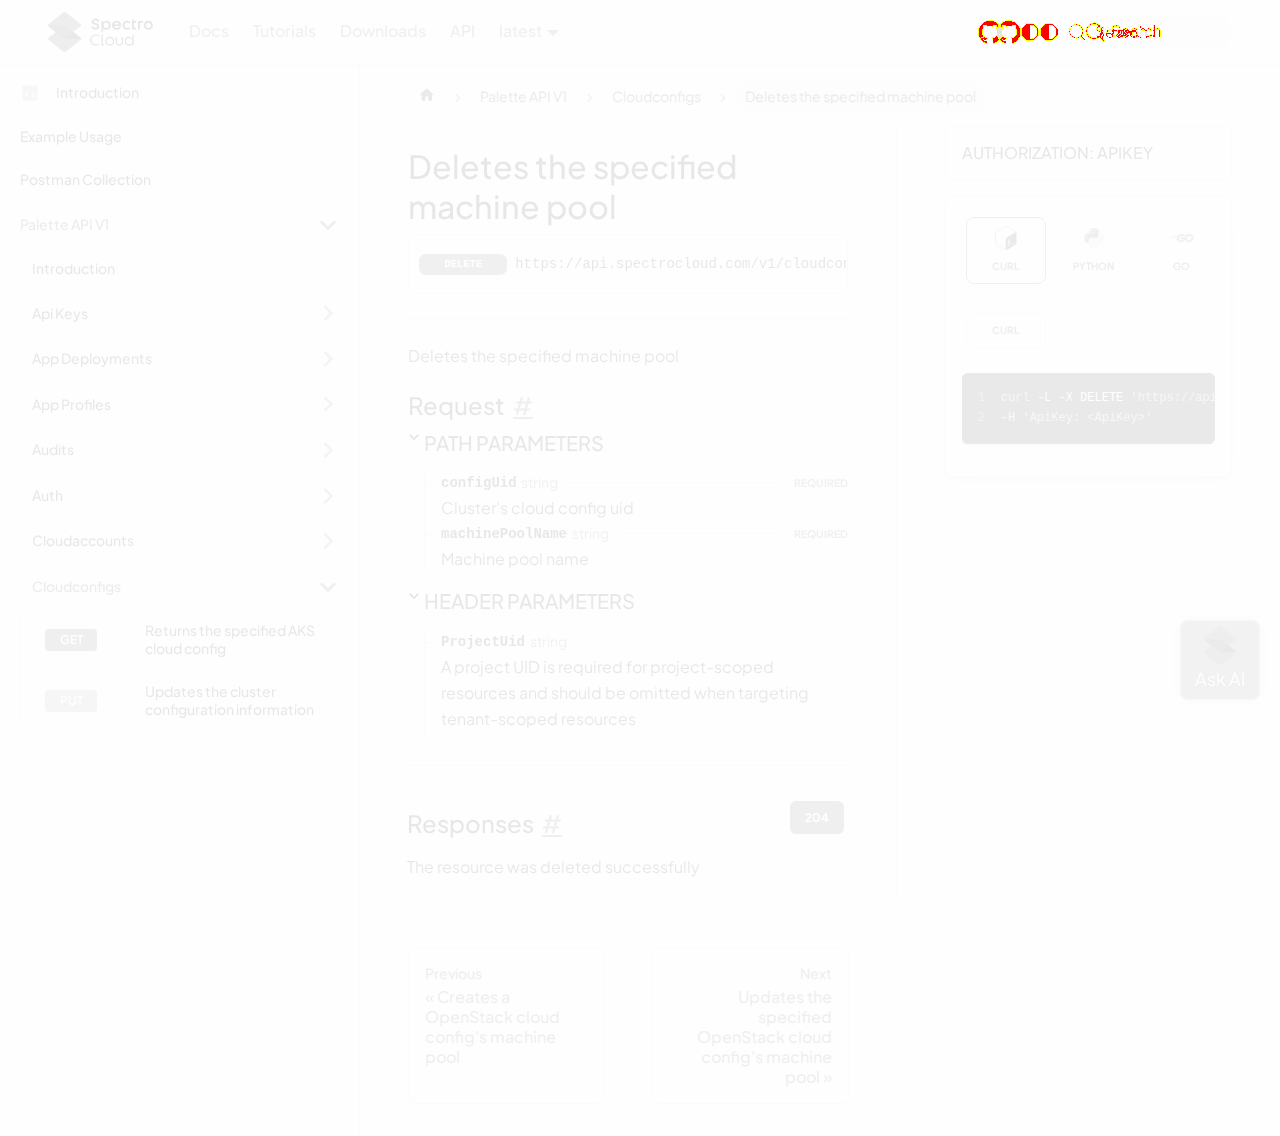 Spectro
Cloud
Docs
Tutorials
Downloads
API
latest
Introduction
Example Usage
Postman Collection
Palette API V1
Introduction
Api Keys
App Deployments
App Profiles
Audits
Auth
Cloudaccounts
Cloudconfigs
GET
Returns the specified AKS
cloud config
PUT
Updates the cluster
configuration information
Palette API V1
Cloudconfigs
Deletes the specified machine pool
Deletes the specified
machine pool
DELETE https://api.spectrocloud.com/v1/cloudcon
Deletes the specified machine pool
Request #
PATH PARAMETERS
configUid string REQUIRED
Cluster's cloud config uid
machinePoolName string REQUIRED
Machine pool name
HEADER PARAMETERS
ProjectUid string
A project UID is required for project-scoped
resources and should be omitted when targeting
tenant-scoped resources
Responses #
204
The resource was deleted successfully
Previous
« Creates a
OpenStack cloud
config's machine
pool
Next
Updates the
specified
OpenStack cloud
config's machine
pool »
AUTHORIZATION: APIKEY
CURL
PYTHON
GO
CURL
1 curl -L -X DELETE 'https://api
2 -H 'ApiKey: <ApiKey>'
Ask AI